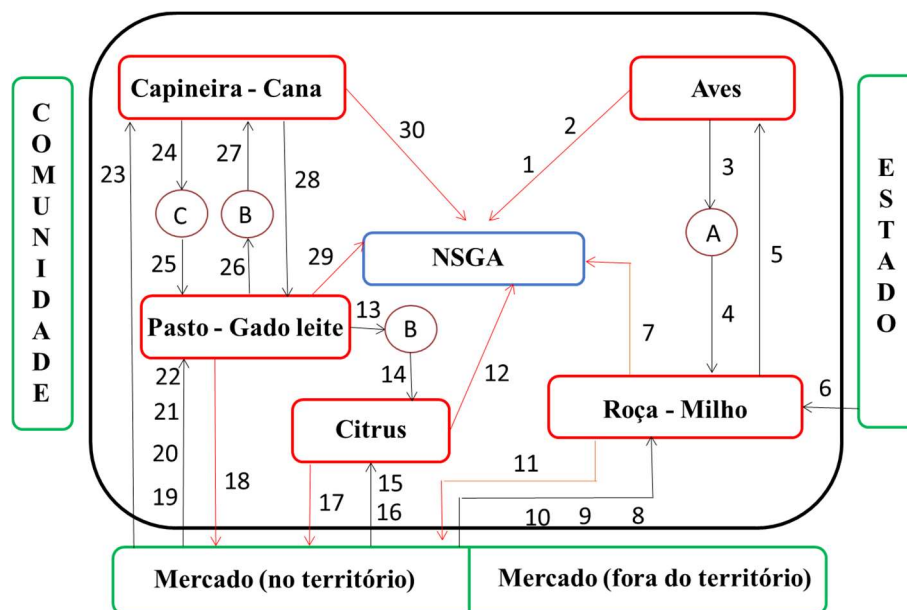 COMUNIDADE
Capineira - Cana
Aves
ESTADO
30
2
1
3
24
27
23
28
C
B
A
5
25
26
29
NSGA
4
Pasto - Gado leite
13
B
7
14
12
6
22
21
20
19
18
Citrus
Roça - Milho
17
15
16
11
10
9
8
Mercado (no território)
Mercado (fora do território)